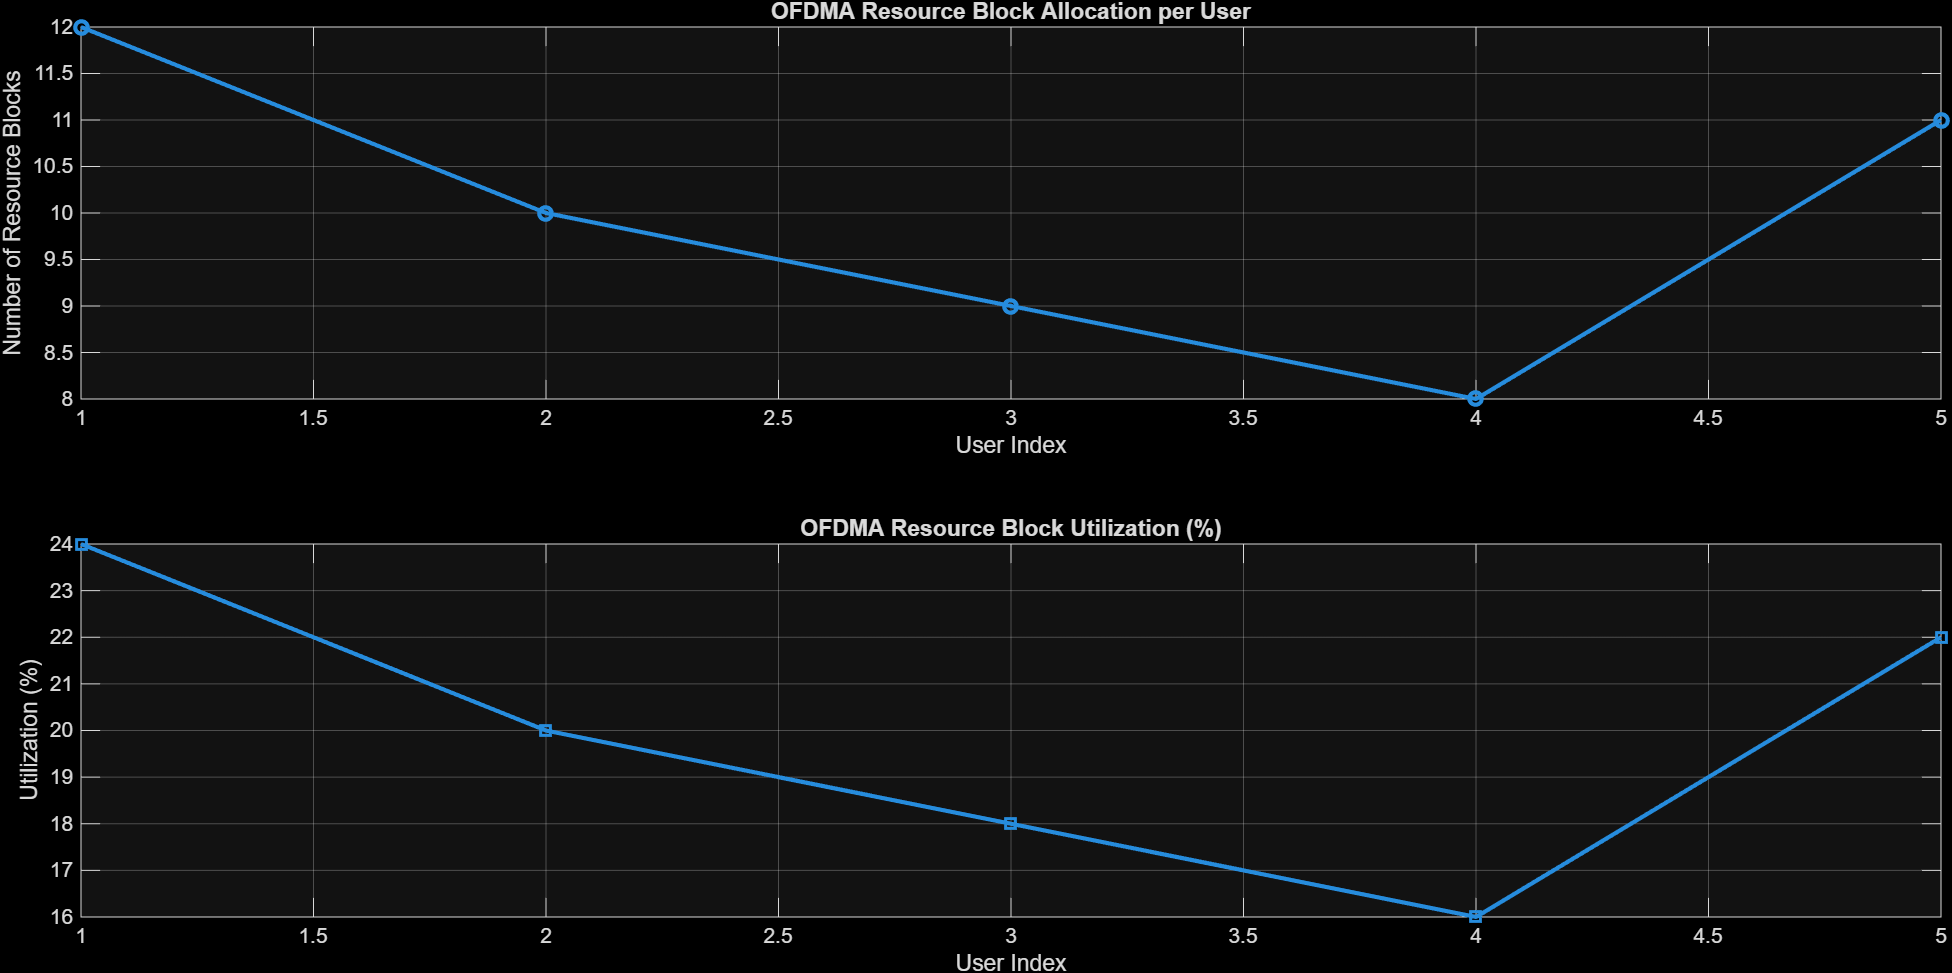 OFDMA Resource Block Allocation per User
Number of Resource Blocks
12
11.5
11
10.5
10
9.5
9
8.5
8
1 1.5 2 2.5 3 3.5 4 4.5 5
User Index
OFDMA Resource Block Utilization (%)
Utilization (%)
24
23
22
21
20
19
18
17
16
1 1.5 2 2.5 3 3.5 4 4.5 5
User Index